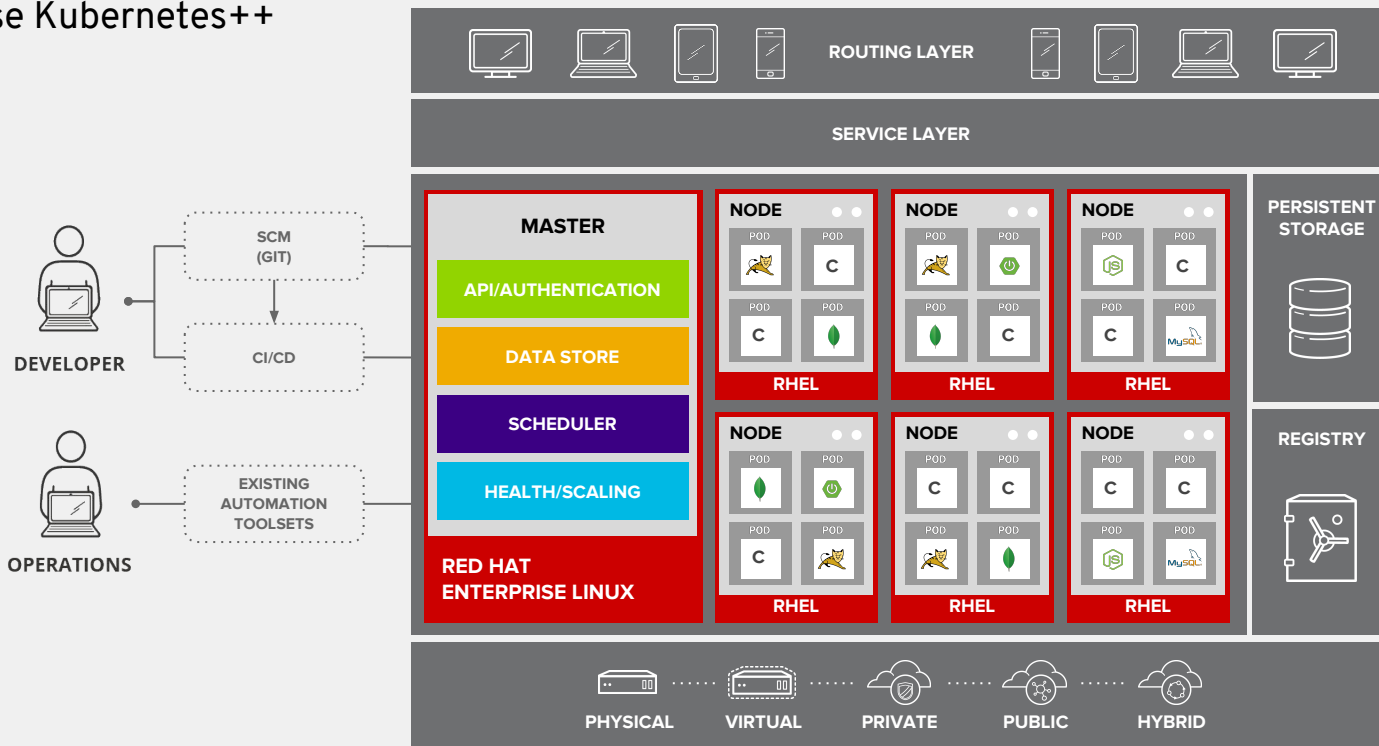 se Kubernetes++
ROUTING LAYER
SERVICE LAYER
DEVELOPER
SCM
(GIT)
CI/CD
OPERATIONS
EXISTING
AUTOMATION
TOOLSETS
MASTER
API/AUTHENTICATION
DATA STORE
SCHEDULER
HEALTH/SCALING
RED HAT
ENTERPRISE LINUX
NODE
POD POD
C
POD POD
C
RHEL
NODE
POD POD
POD POD
C
RHEL
NODE
POD POD
JS C
POD POD
C MySQL
RHEL
NODE
POD POD
POD POD
C
RHEL
NODE
POD POD
C C
POD POD
RHEL
NODE
POD POD
C C
POD POD
JS MySQL
RHEL
PERSISTENT
STORAGE
REGISTRY
PHYSICAL VIRTUAL PRIVATE PUBLIC HYBRID